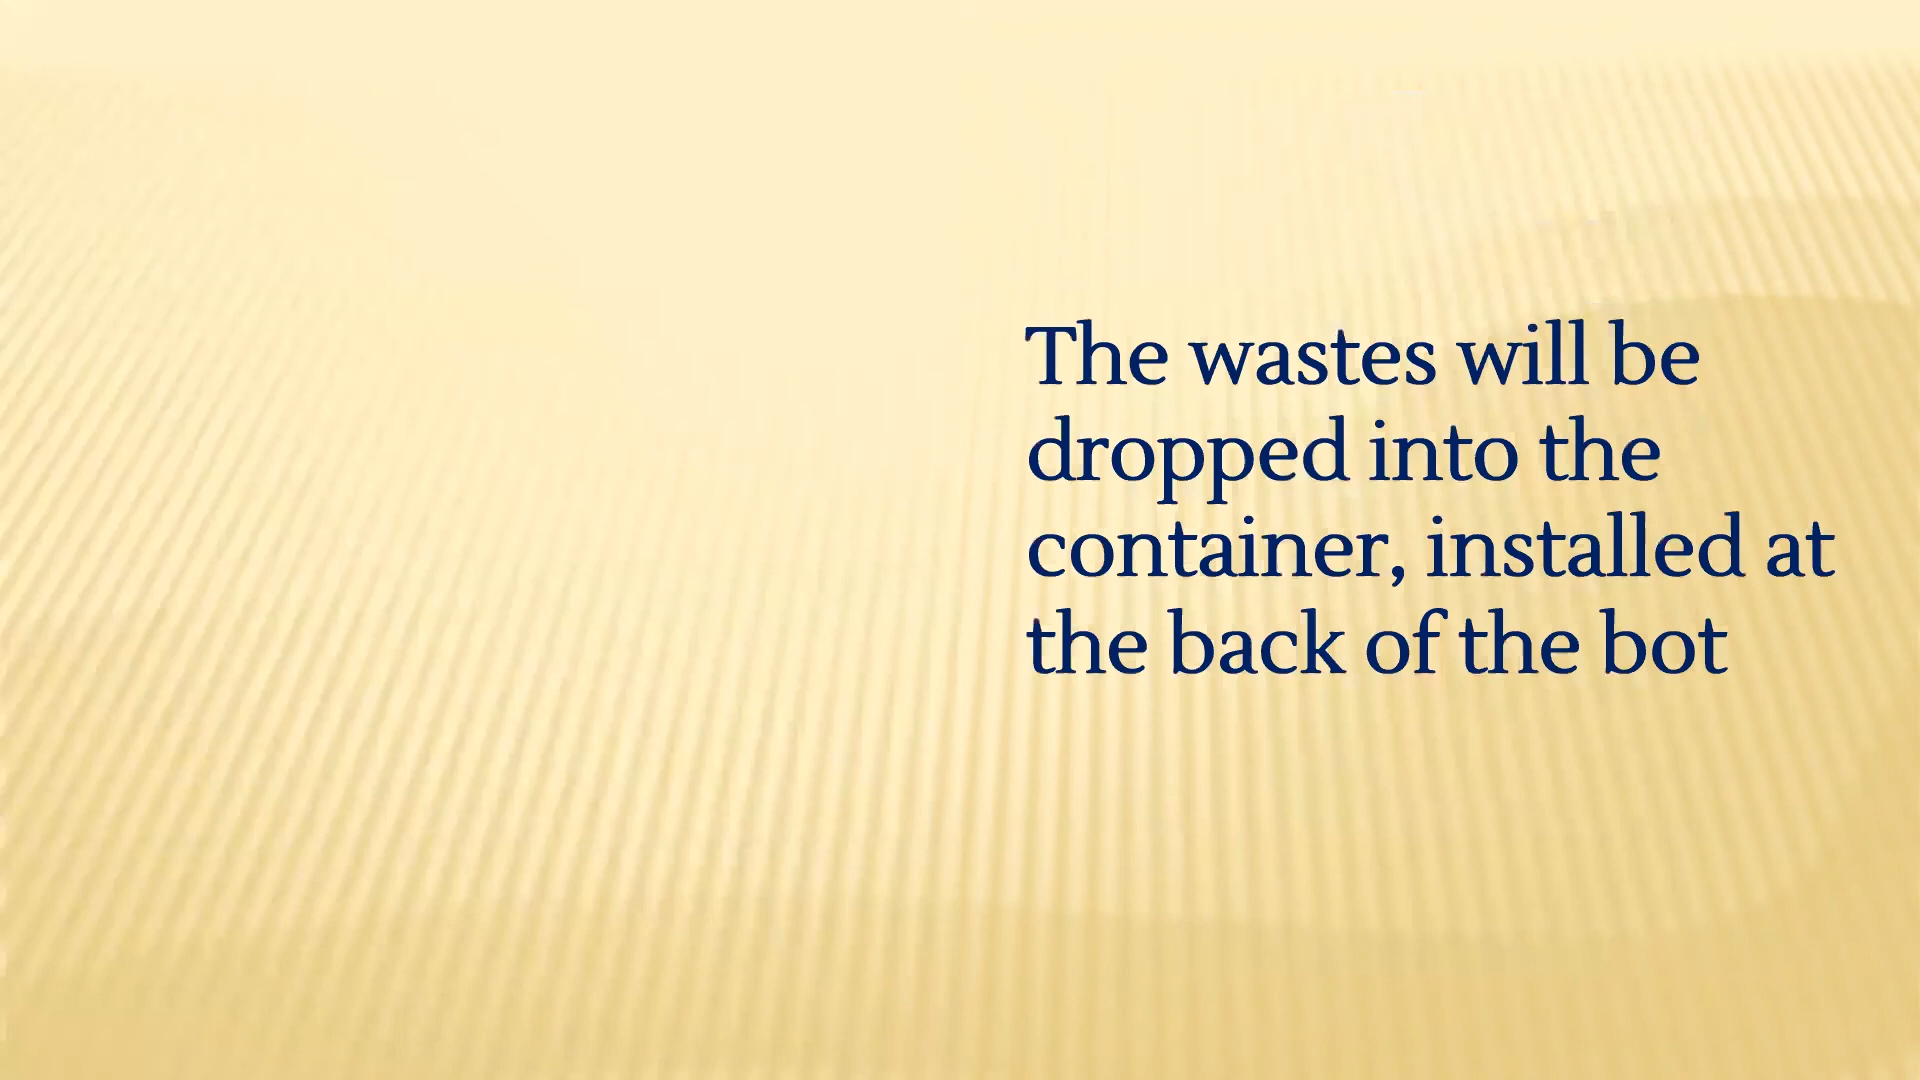 The wastes will be
dropped into the
container, installed at
the back of the bot